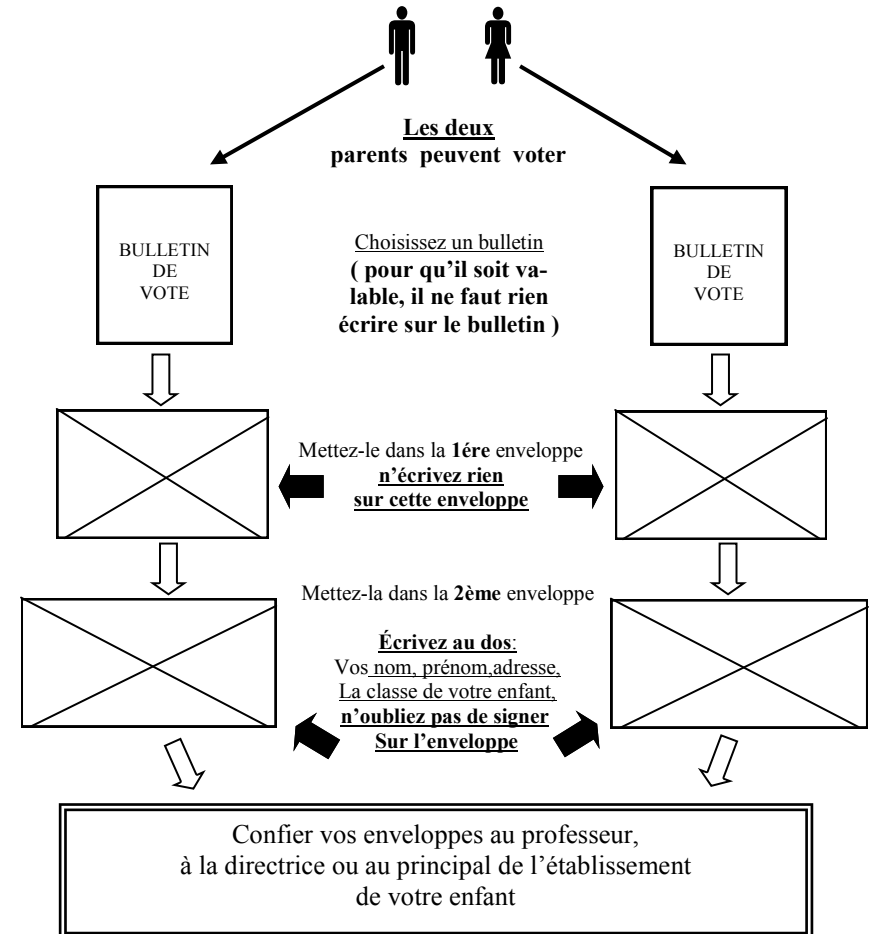 Les deux
parents peuvent voter
BULLETIN
DE
VOTE
Choisissez un bulletin
( pour qu'il soit va-
lable, il ne faut rien
écrire sur le bulletin )
BULLETIN
DE
VOTE
Mettez-le dans la 1ére enveloppe
n'écrivez rien
sur cette enveloppe
Mettez-la dans la 2ème enveloppe
Écrivez au dos:
Vos nom, prénom,adresse,
La classe de votre enfant,
n'oubliez pas de signer
Sur l'enveloppe
Confier vos enveloppes au professeur,
à la directrice ou au principal de l'établissement
de votre enfant